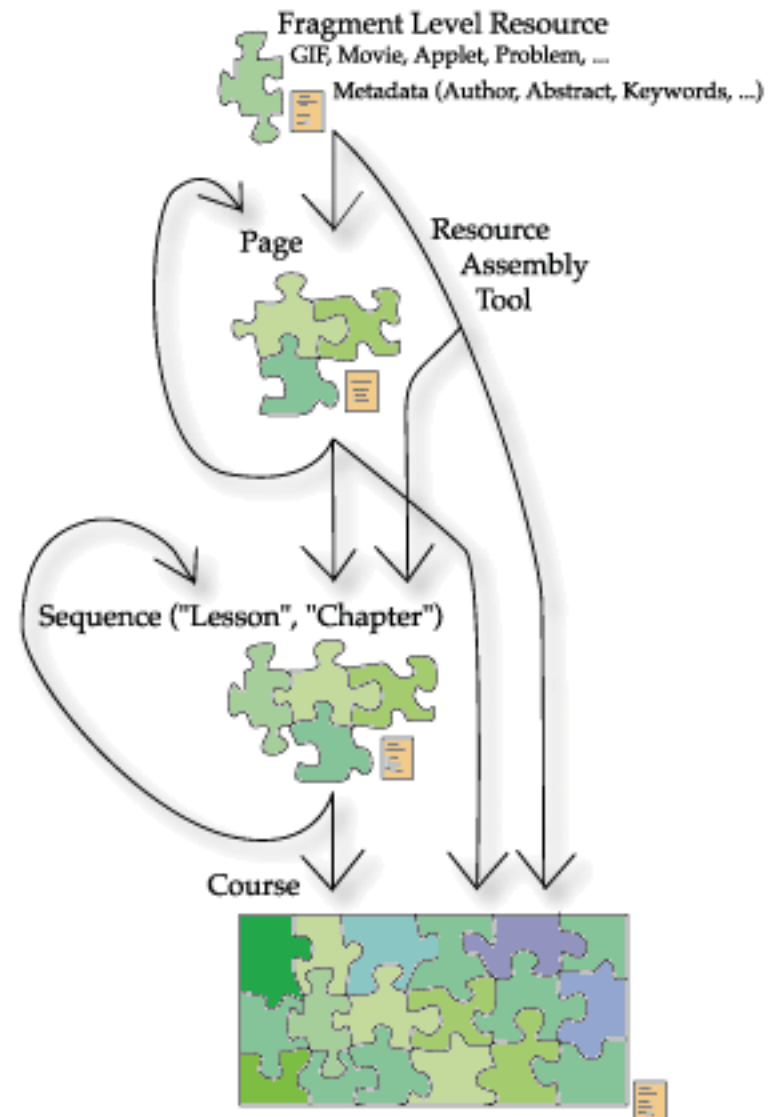 Fragment Level Resource
GIF, Movie, Applet, Problem, ...
Metadata (Author, Abstract, Keywords, ...)
Resource
Assembly
Tool
Page
Sequence ("Lesson", "Chapter")
Course